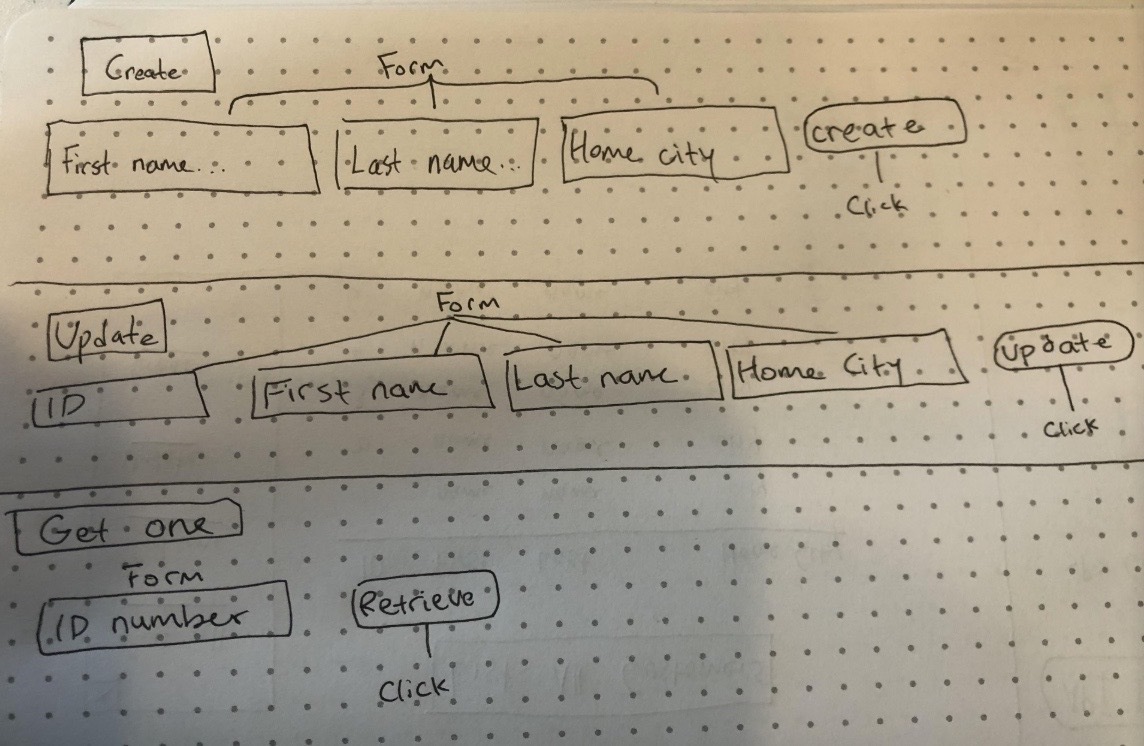 Create
Form
First name...
Last name...
Home city
create
Click
Form
Update
ID
First name
Last name
Home City
update
Click
Get one
Form
ID number
Retrieve
Click